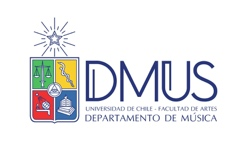 DMUS
UNIVERSIDAD DE CHILE - FACULTAD DE ARTES
DEPARTAMENTO DE MÚSICA